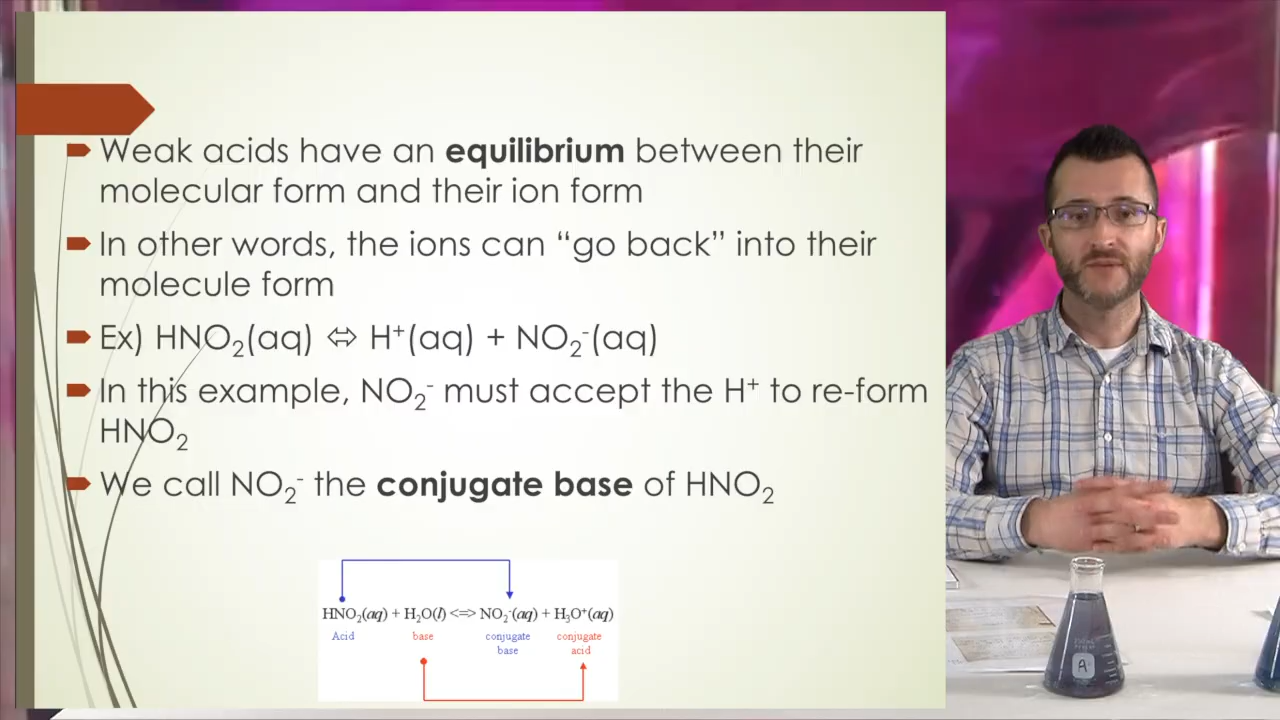 Weak acids have an equilibrium between their
molecular form and their ion form
In other words, the ions can “go back” into their
molecule form
Ex) HNO₂(aq) ⬄ H⁺(aq) + NO₂⁻(aq)
In this example, NO₂⁻ must accept the H⁺ to re-form
HNO₂
We call NO₂⁻ the conjugate base of HNO₂
HNO₂(aq) + H₂O(l) <=> NO₂⁻(aq) + H₃O⁺(aq)
Acid base conjugate conjugate
base acid
A